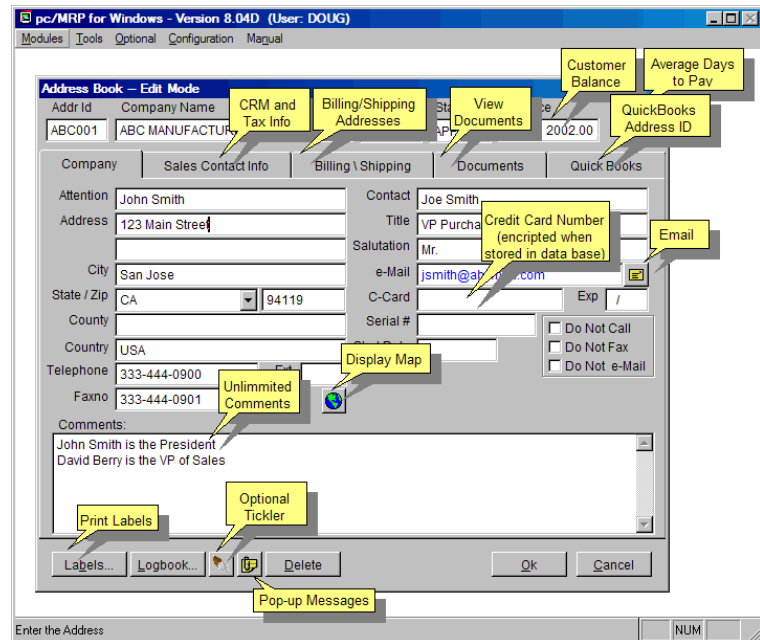 pc/MRP for Windows - Version 8.04D (User: DOUG)
Modules Tools Optional Configuration Manual
Customer Balance
Average Days to Pay
Address Book — Edit Mode
Addr Id Company Name
CRM and Tax Info
Billing/Shipping Addresses
View Documents
QuickBooks Address ID
ABC001 ABC MANUFACTUR 2002.00
Company Sales Contact Info Billing \ Shipping Documents Quick Books
Attention John Smith Contact Joe Smith
Address 123 Main Street Title VP Purcha
Credit Card Number
(encripted when
stored in data base)
Email
Salutation Mr.
City San Jose e-Mail
State / Zip CA 94119 C-Card Exp /
County Serial # Do Not Call
Country USA Do Not Fax
Display Map
Telephone 333-444-0900 Do Not e-Mail
Unlimmited
Comments
Faxno 333-444-0901
Comments:
John Smith is the President
David Berry is the VP of Sales
Optional
Tickler
Print Labels
Labels... Logbook... Delete Ok Cancel
Pop-up Messages
Enter the Address NUM